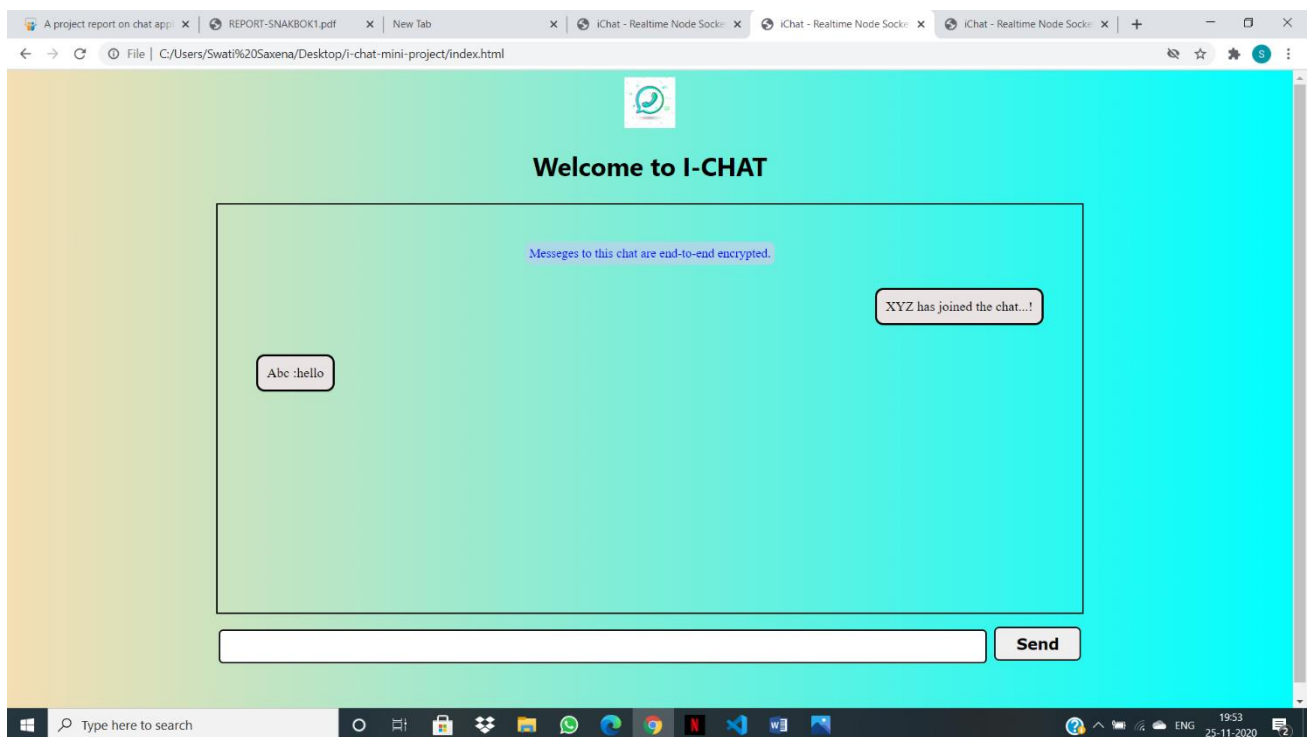 A project report on chat appl
REPORT-SNAKBOK1.pdf
New Tab
iChat - Realtime Node Socke
iChat - Realtime Node Socke
iChat - Realtime Node Socke
File | C:/Users/Swati%20Saxena/Desktop/i-chat-mini-project/index.html
S
Welcome to I-CHAT
Messeges to this chat are end-to-end encrypted.
XYZ has joined the chat...!
Abc :hello
Send
Type here to search
N
W
ENG
19:53
25-11-2020
2